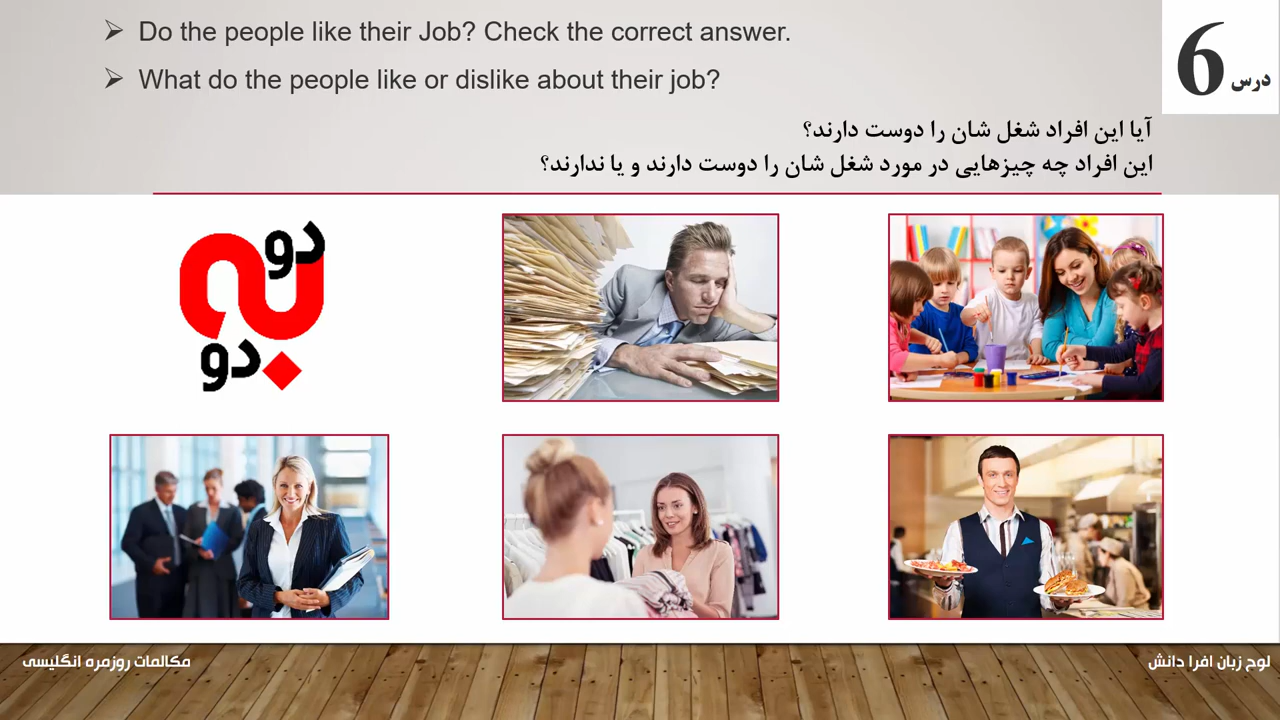 Do the people like their Job? Check the correct answer.
What do the people like or dislike about their job?
درس 6
آیا این افراد شغل شان را دوست دارند؟
این افراد چه چیزهایی در مورد شغل شان را دوست دارند و یا ندارند؟
دو به دو
مکالمات روزمره انگلیسی
لوح زبان افرا دانش